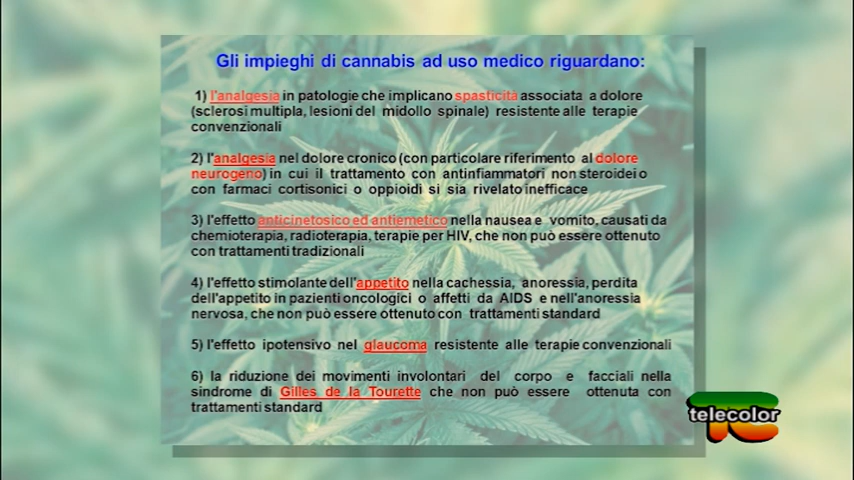 Gli impieghi di cannabis ad uso medico riguardano:
1) l'analgesia in patologie che implicano spasticità associata a dolore
(sclerosi multipla, lesioni del midollo spinale) resistente alle terapie
convenzionali
2) l'analgesia nel dolore cronico (con particolare riferimento al dolore
neurogeno) in cui il trattamento con antinfiammatori non steroidei o
con farmaci cortisonici o oppioidi si sia rivelato inefficace
3) l'effetto anticinetosico ed antiemetico nella nausea e vomito, causati da
chemioterapia, radioterapia, terapie per HIV, che non può essere ottenuto
con trattamenti tradizionali
4) l'effetto stimolante dell'appetito nella cachessia, anoressia, perdita
dell'appetito in pazienti oncologici o affetti da AIDS e nell'anoressia
nervosa, che non può essere ottenuto con trattamenti standard
5) l'effetto ipotensivo nel glaucoma resistente alle terapie convenzionali
6) la riduzione dei movimenti involontari del corpo e facciali nella
sindrome di Gilles de la Tourette che non può essere ottenuta con
trattamenti standard
telecolor